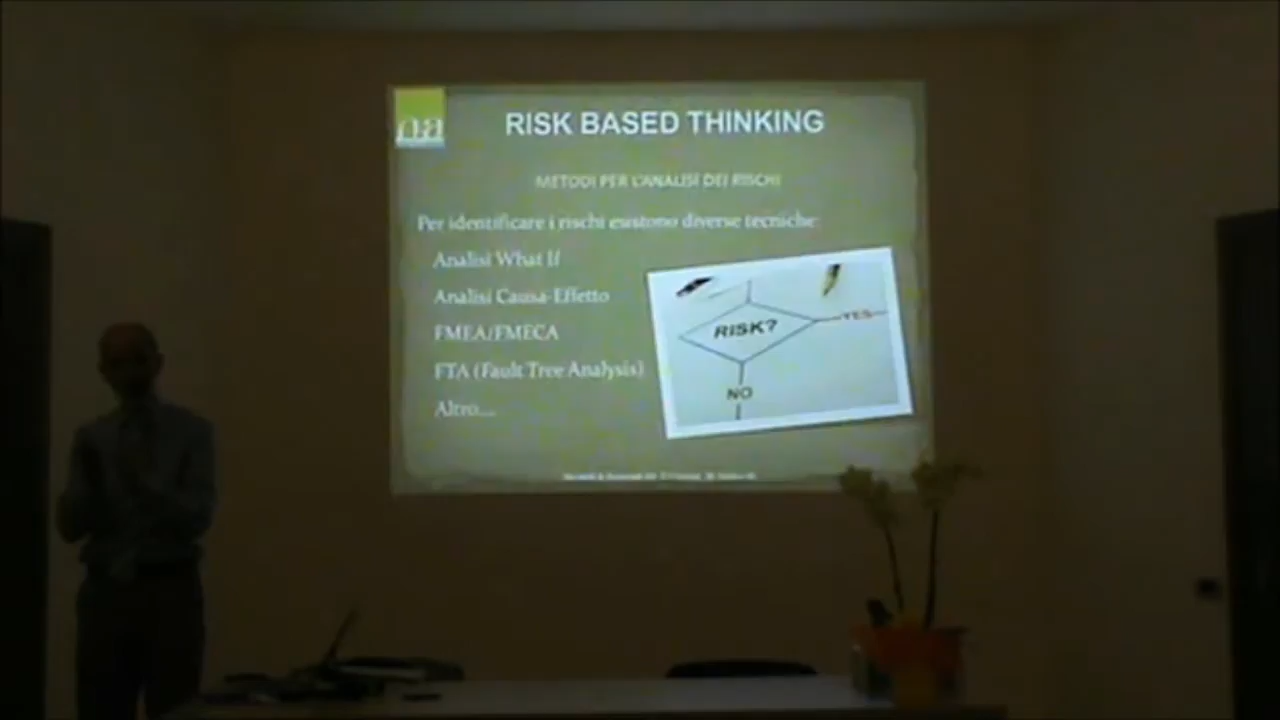 na
RISK BASED THINKING
METODI PER L'ANALISI DEI RISCHI
Per identificare i rischi esistono diverse tecniche:
Analisi What If
Analisi Causa-Effetto
FMEA/FMECA
FTA (Fault Tree Analysis)
Altro....
RISK?
YES
NO